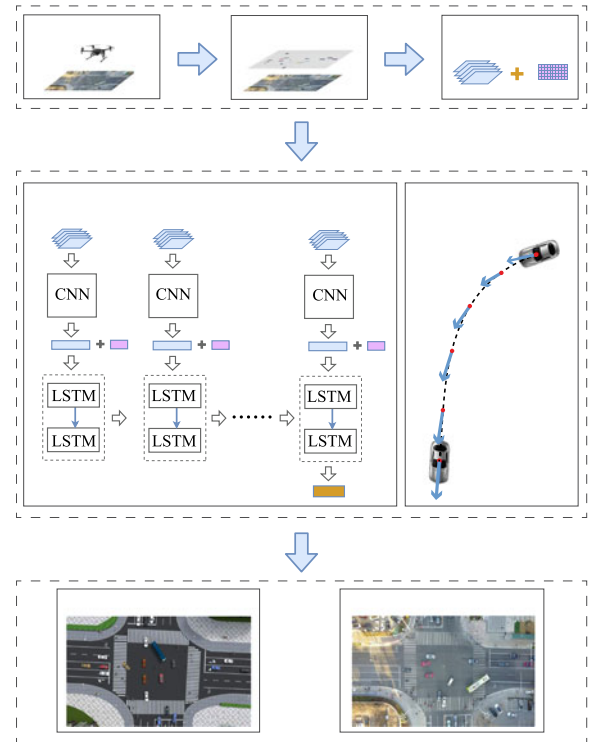 CNN CNN CNN
+ + +
LSTM LSTM LSTM
LSTM LSTM ...... LSTM